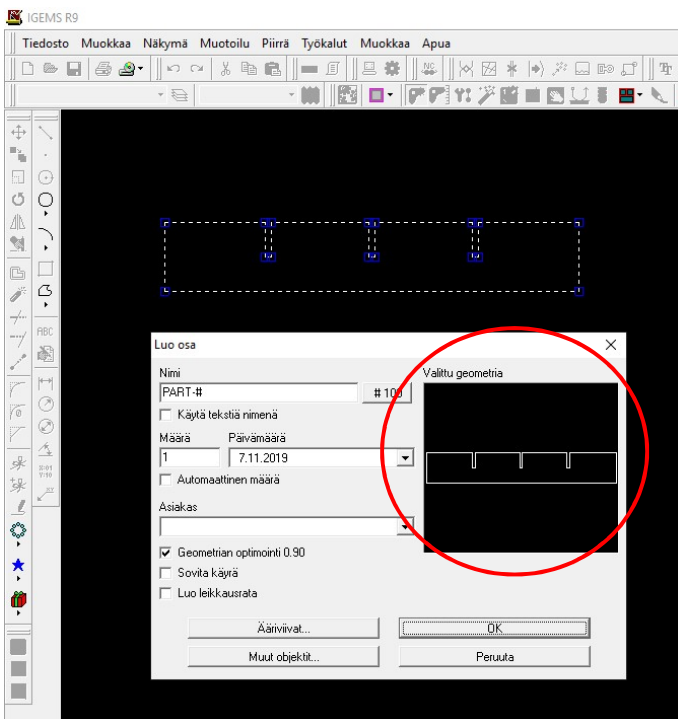 IGEMS R9
Tiedosto Muokkaa Näkymä Muotoilu Piirrä Työkalut Muokkaa Apua
NC
ABC
Luo osa
Nimi
Valittu geometria
PART-#
# 100
Käytä tekstiä nimenä
Määrä Päivämäärä
1 7.11.2019
Automaattinen määrä
Asiakas
Geometrian optimointi 0.90
Sovita käyrä
Luo leikkausrata
Ääriviivat... OK
Muut objektit... Peruuta